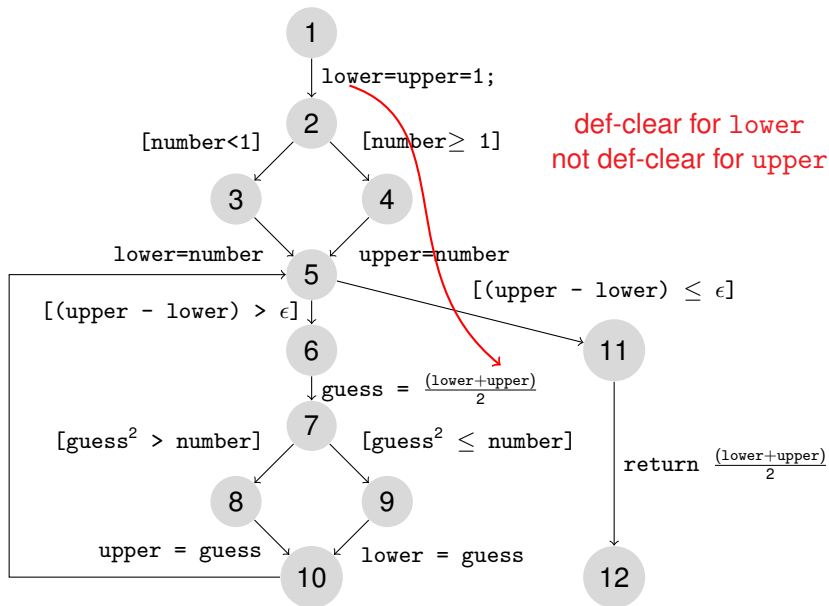 1
lower=upper=1;
2
def-clear for lower
not def-clear for upper
[number<1]
[number≥ 1]
3
4
lower=number
upper=number
5
[(upper - lower) > ϵ]
[(upper - lower) ≤ ϵ]
6
11
guess = (lower+upper)/2
7
[guess² > number]
[guess² ≤ number]
return (lower+upper)/2
8
9
upper = guess
lower = guess
10
12